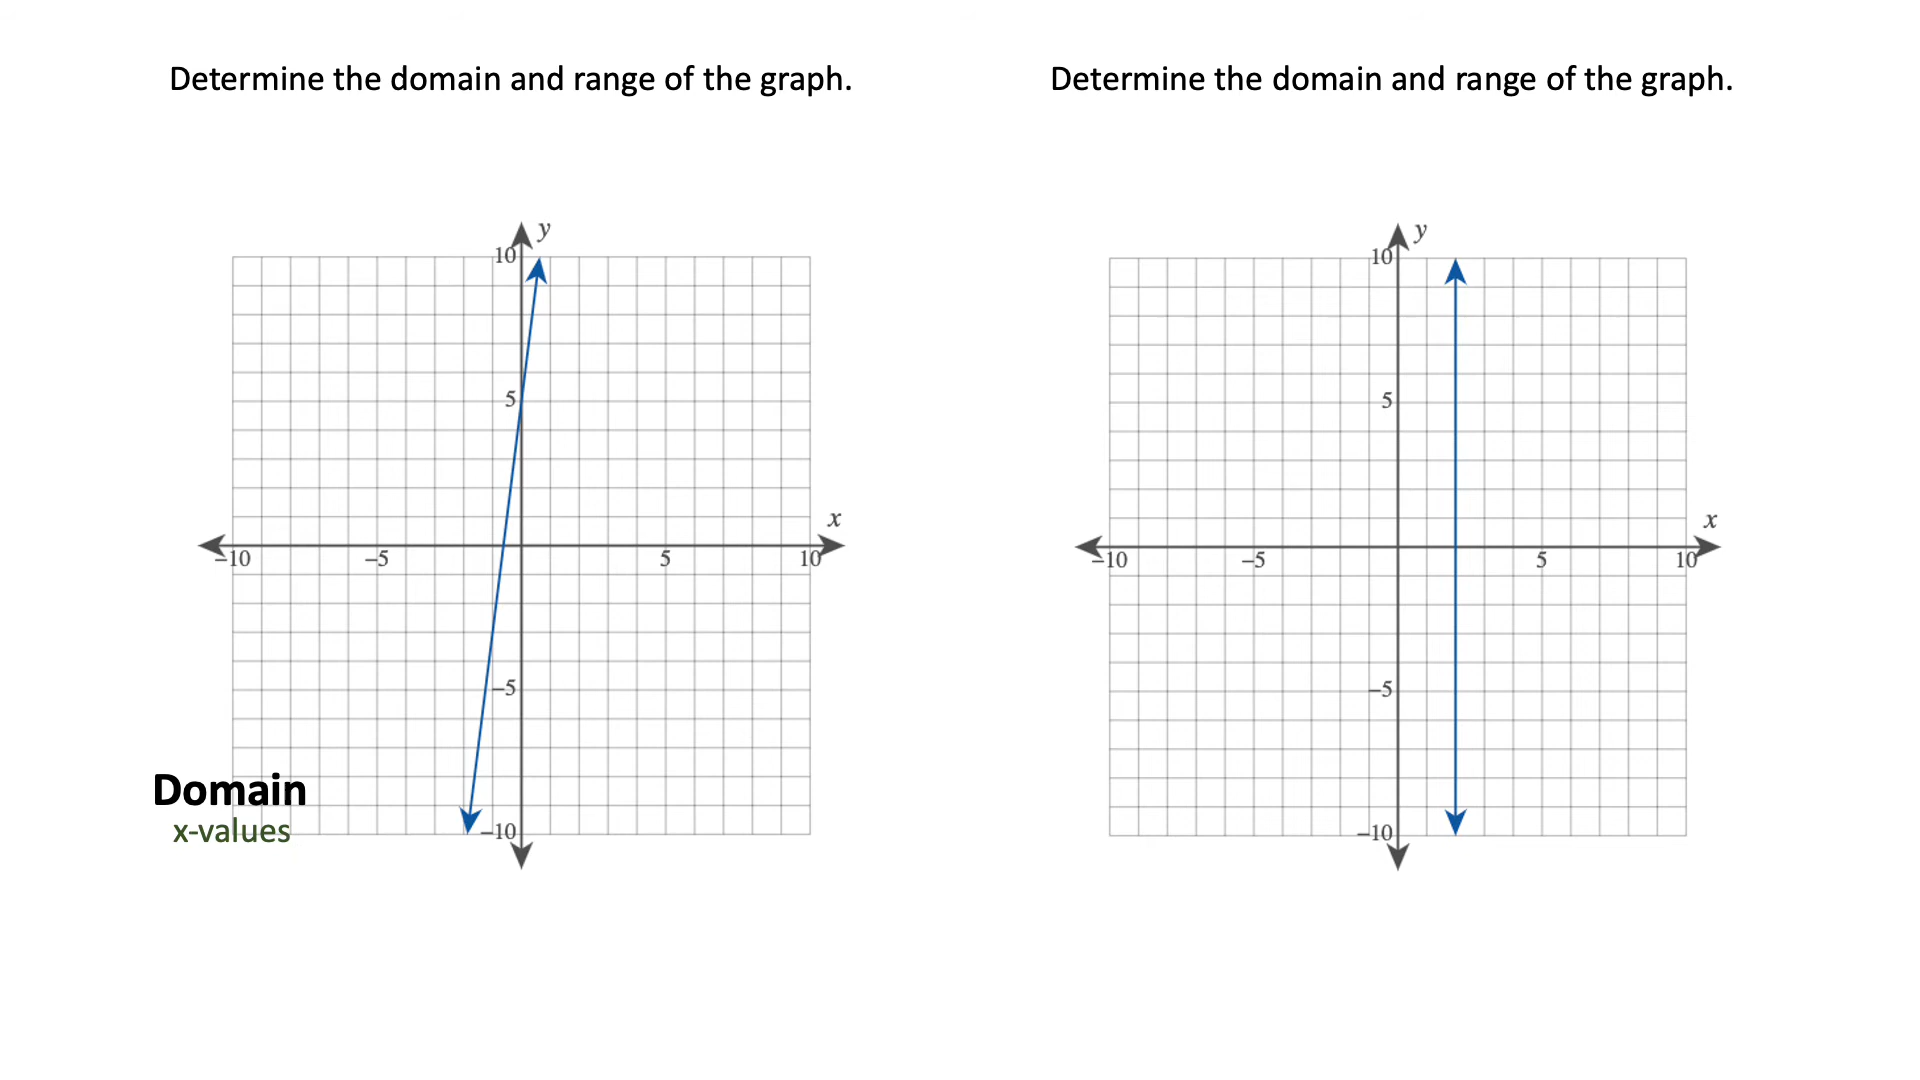 Determine the domain and range of the graph.
y
10
5
x
–10 –5 5 10
–5
–10
Domain
x-values
Determine the domain and range of the graph.
y
10
5
x
–10 –5 5 10
–5
–10